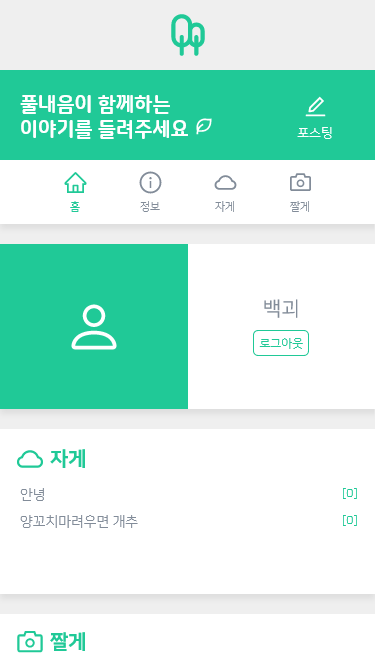 풀내음이 함께하는
이야기를 들려주세요
포스팅
홈
정보
자게
짤게
백괴
로그아웃
자게
안녕 [0]
양꼬치마려우면 개추 [0]
짤게